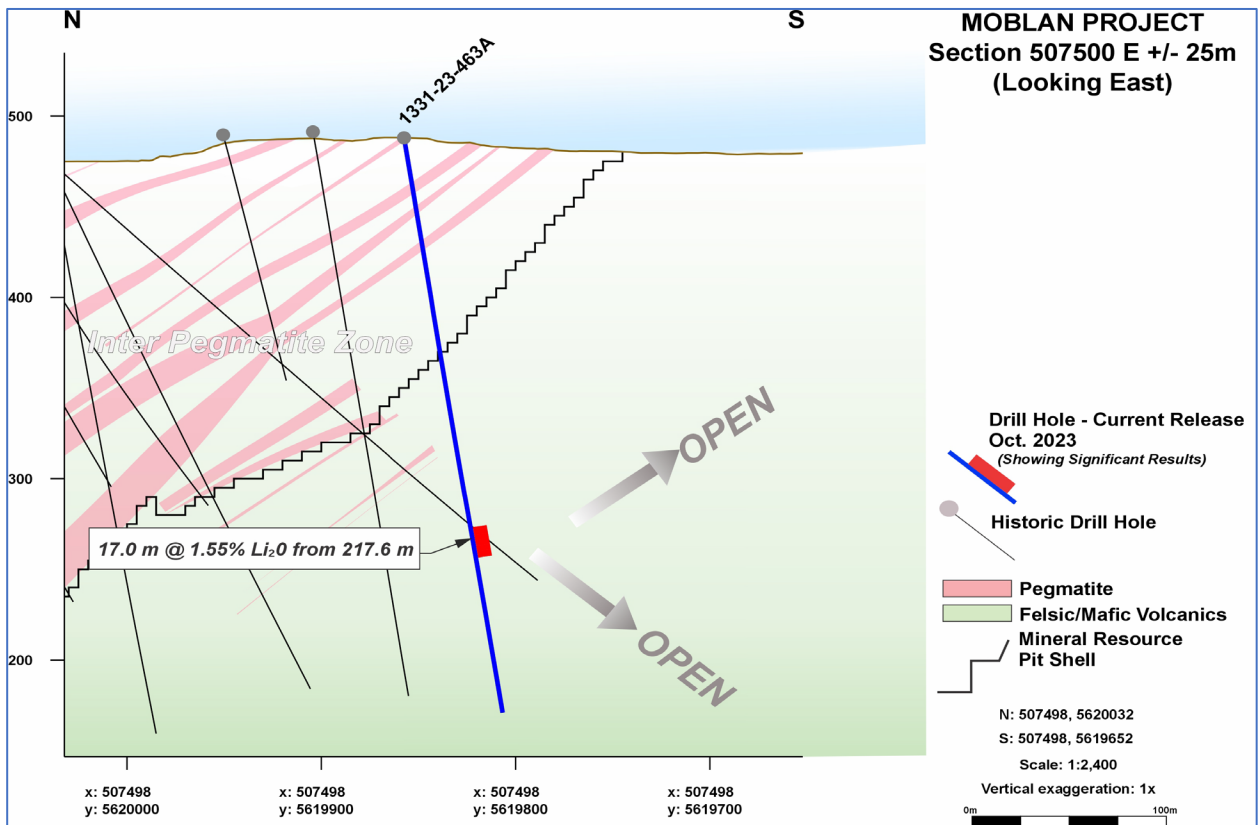 N
S
MOBLAN PROJECT
Section 507500 E +/- 25m
(Looking East)
1331-23-463A
500
400
300
200
Inter Pegmatite Zone
OPEN
OPEN
17.0 m @ 1.55% Li₂0 from 217.6 m
Drill Hole - Current Release
Oct. 2023
(Showing Significant Results)
Historic Drill Hole
Pegmatite
Felsic/Mafic Volcanics
Mineral Resource
Pit Shell
N: 507498, 5620032
S: 507498, 5619652
Scale: 1:2,400
Vertical exaggeration: 1x
0m 100m
x: 507498
y: 5620000
x: 507498
y: 5619900
x: 507498
y: 5619800
x: 507498
y: 5619700